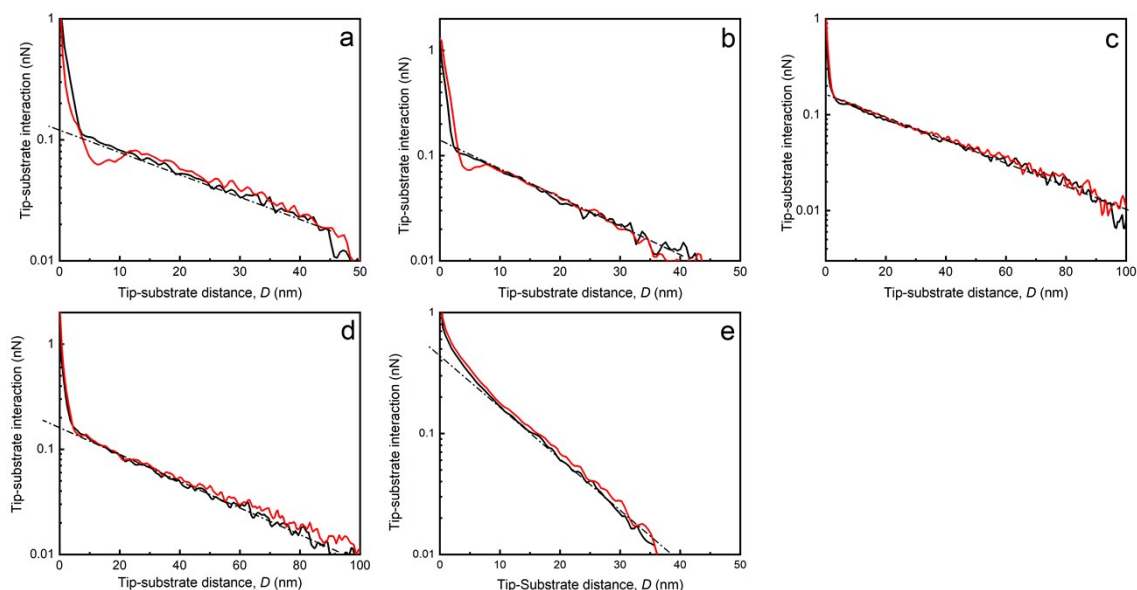 a
Tip-substrate interaction (nN)
1
0.1
0.01
0 10 20 30 40 50
Tip-substrate distance, D (nm)
b
Tip-substrate interaction (nN)
1
0.1
0.01
0 10 20 30 40 50
Tip-substrate distance, D (nm)
c
Tip-substrate interaction (nN)
1
0.1
0.01
0 20 40 60 80 100
Tip-substrate distance, D (nm)
d
Tip-substrate interaction (nN)
1
0.1
0.01
0 20 40 60 80 100
Tip-substrate distance, D (nm)
e
Tip-substrate interaction (nN)
1
0.1
0.01
0 10 20 30 40 50
Tip-Substrate distance, D (nm)